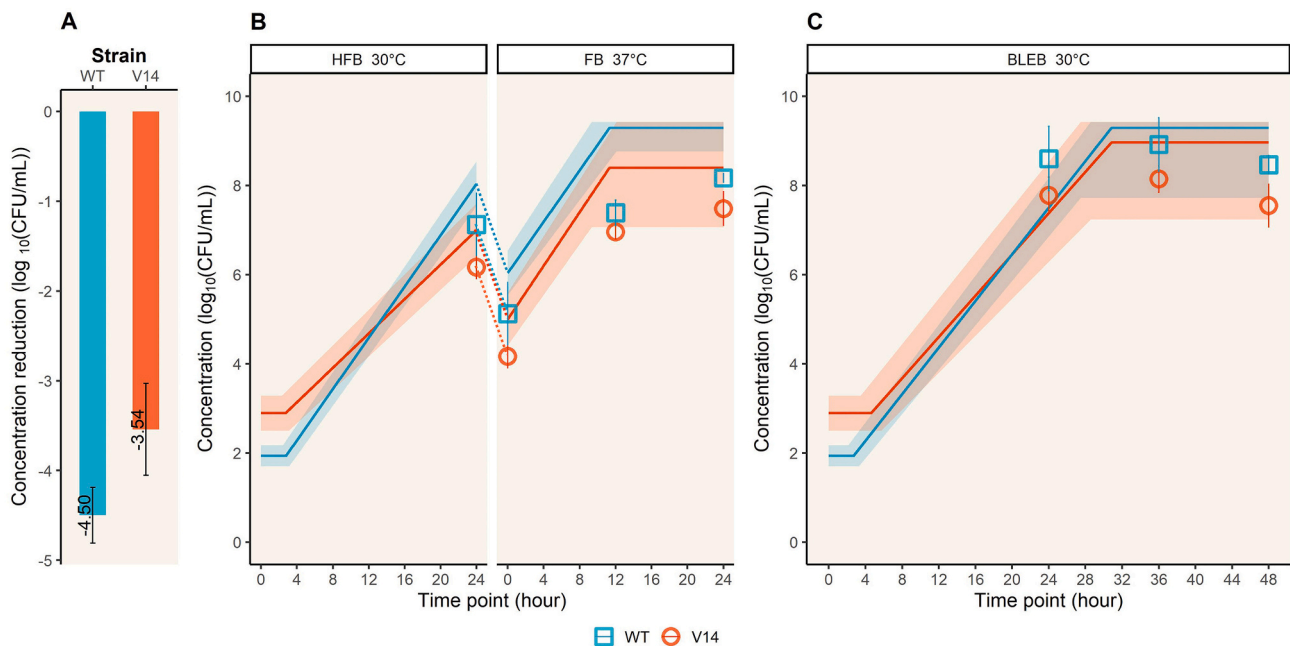 A
B
C
Strain
WT V14
HFB 30°C
FB 37°C
BLEB 30°C
Concentration reduction (log 10(CFU/mL))
0
-1
-2
-3
-4
-5
-4.50
-3.54
Concentration (log10(CFU/mL))
10
8
6
4
2
0
0 4 8 12 16 20 24
0 4 8 12 16 20 24
Time point (hour)
Concentration (log10(CFU/mL))
10
8
6
4
2
0
0 4 8 12 16 20 24 28 32 36 40 44 48
Time point (hour)
WT V14